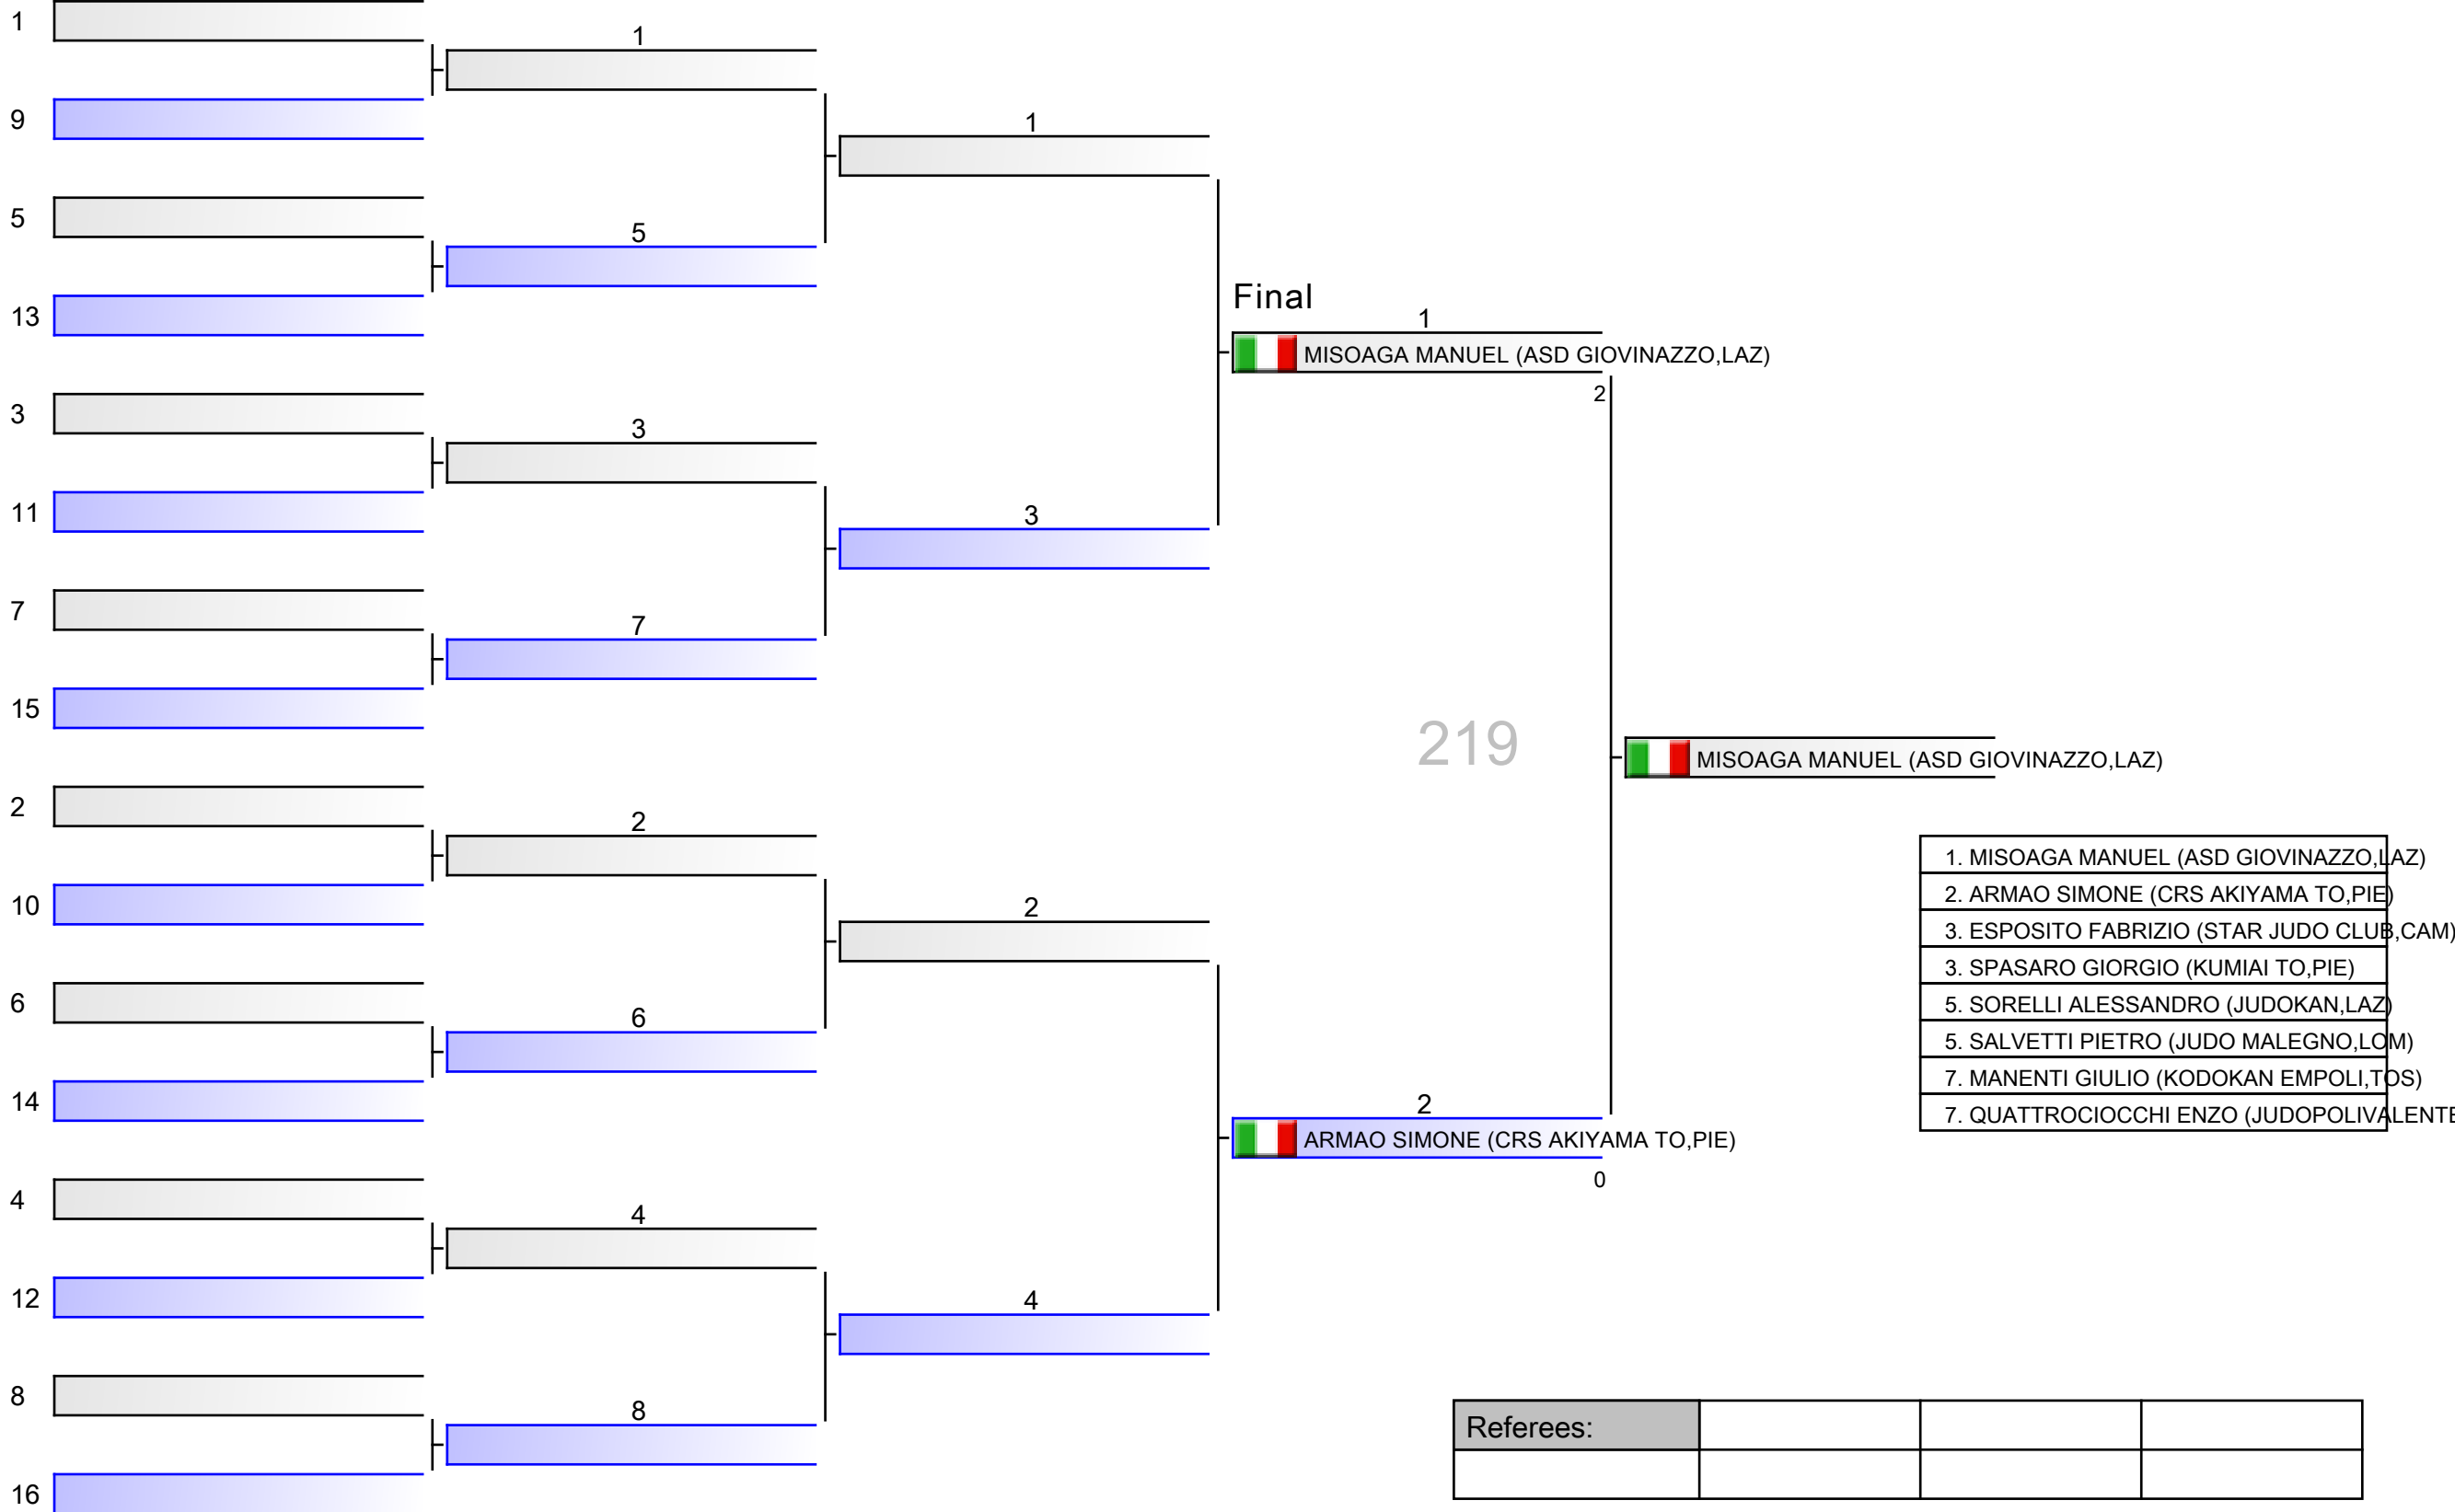 1
1
9
1
5
5
13
Final
1
MISOAGA MANUEL (ASD GIOVINAZZO,LAZ)
2
3
3
11
3
7
7
15
219
MISOAGA MANUEL (ASD GIOVINAZZO,LAZ)
2
2
10
2
6
6
14
1. MISOAGA MANUEL (ASD GIOVINAZZO,LAZ)
2. ARMAO SIMONE (CRS AKIYAMA TO,PIE)
3. ESPOSITO FABRIZIO (STAR JUDO CLUB,CAM)
3. SPASARO GIORGIO (KUMIAI TO,PIE)
5. SORELLI ALESSANDRO (JUDOKAN,LAZ)
5. SALVETTI PIETRO (JUDO MALEGNO,LOM)
7. MANENTI GIULIO (KODOKAN EMPOLI,TOS)
7. QUATTROCIOCCHI ENZO (JUDOPOLIVALENTE
2
ARMAO SIMONE (CRS AKIYAMA TO,PIE)
0
4
4
12
4
8
8
16
Referees: